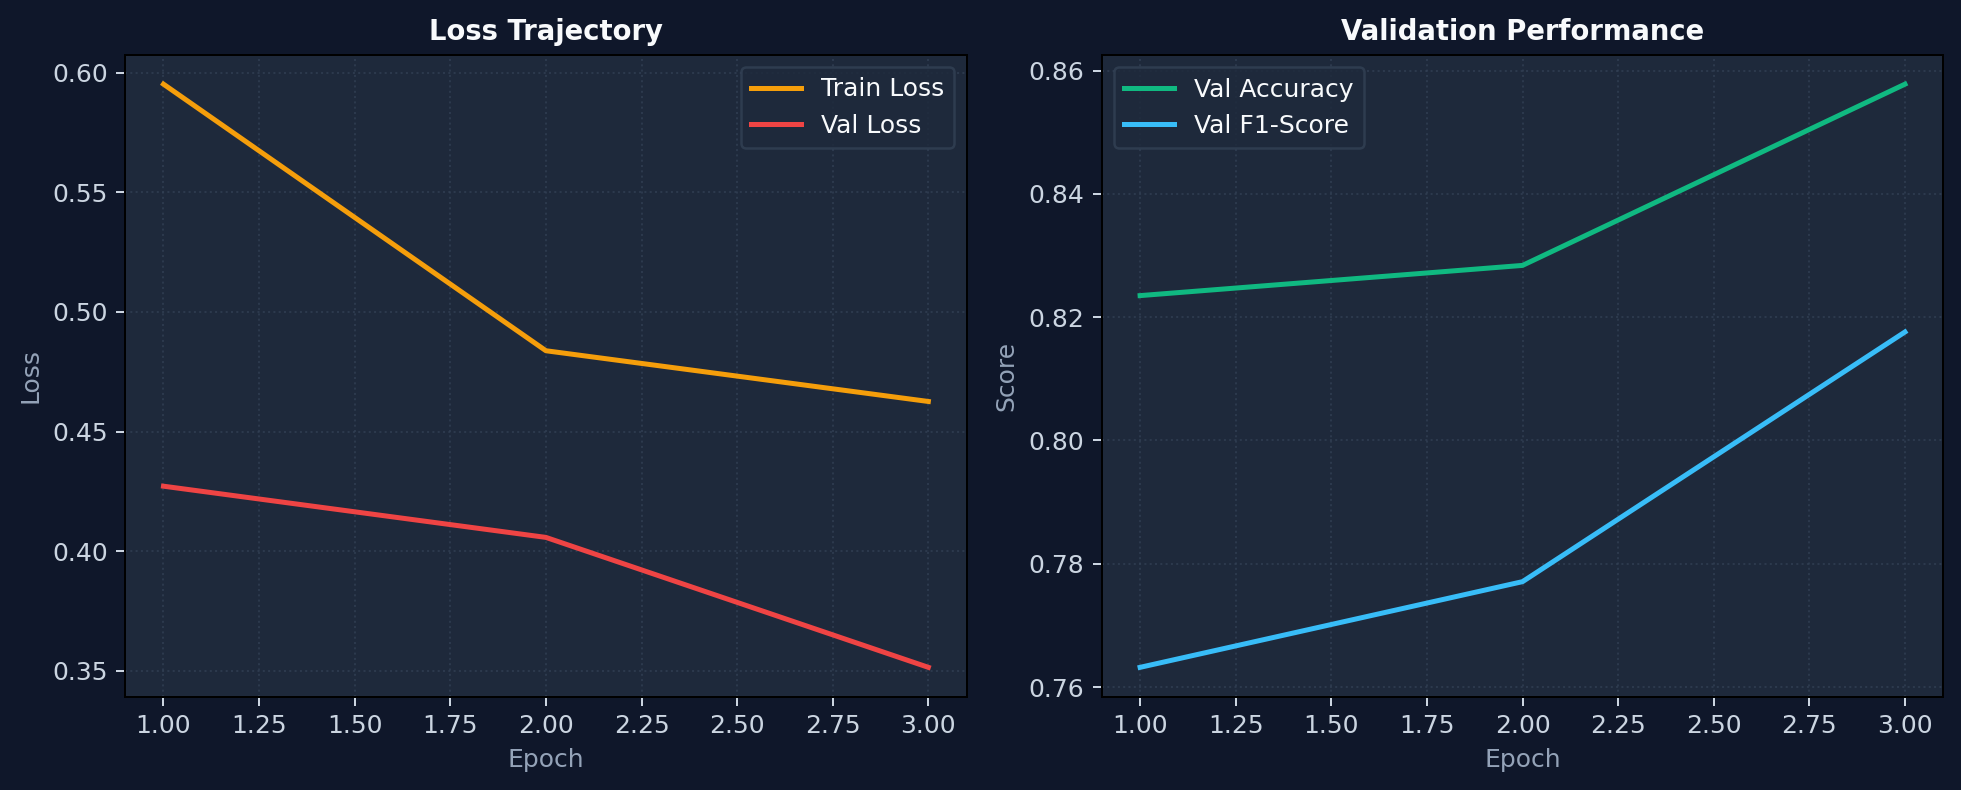 Loss Trajectory
Train Loss
Val Loss
0.60
0.55
0.50
0.45
0.40
0.35
Loss
1.00 1.25 1.50 1.75 2.00 2.25 2.50 2.75 3.00
Epoch
Validation Performance
Val Accuracy
Val F1-Score
0.86
0.84
0.82
0.80
0.78
0.76
Score
1.00 1.25 1.50 1.75 2.00 2.25 2.50 2.75 3.00
Epoch